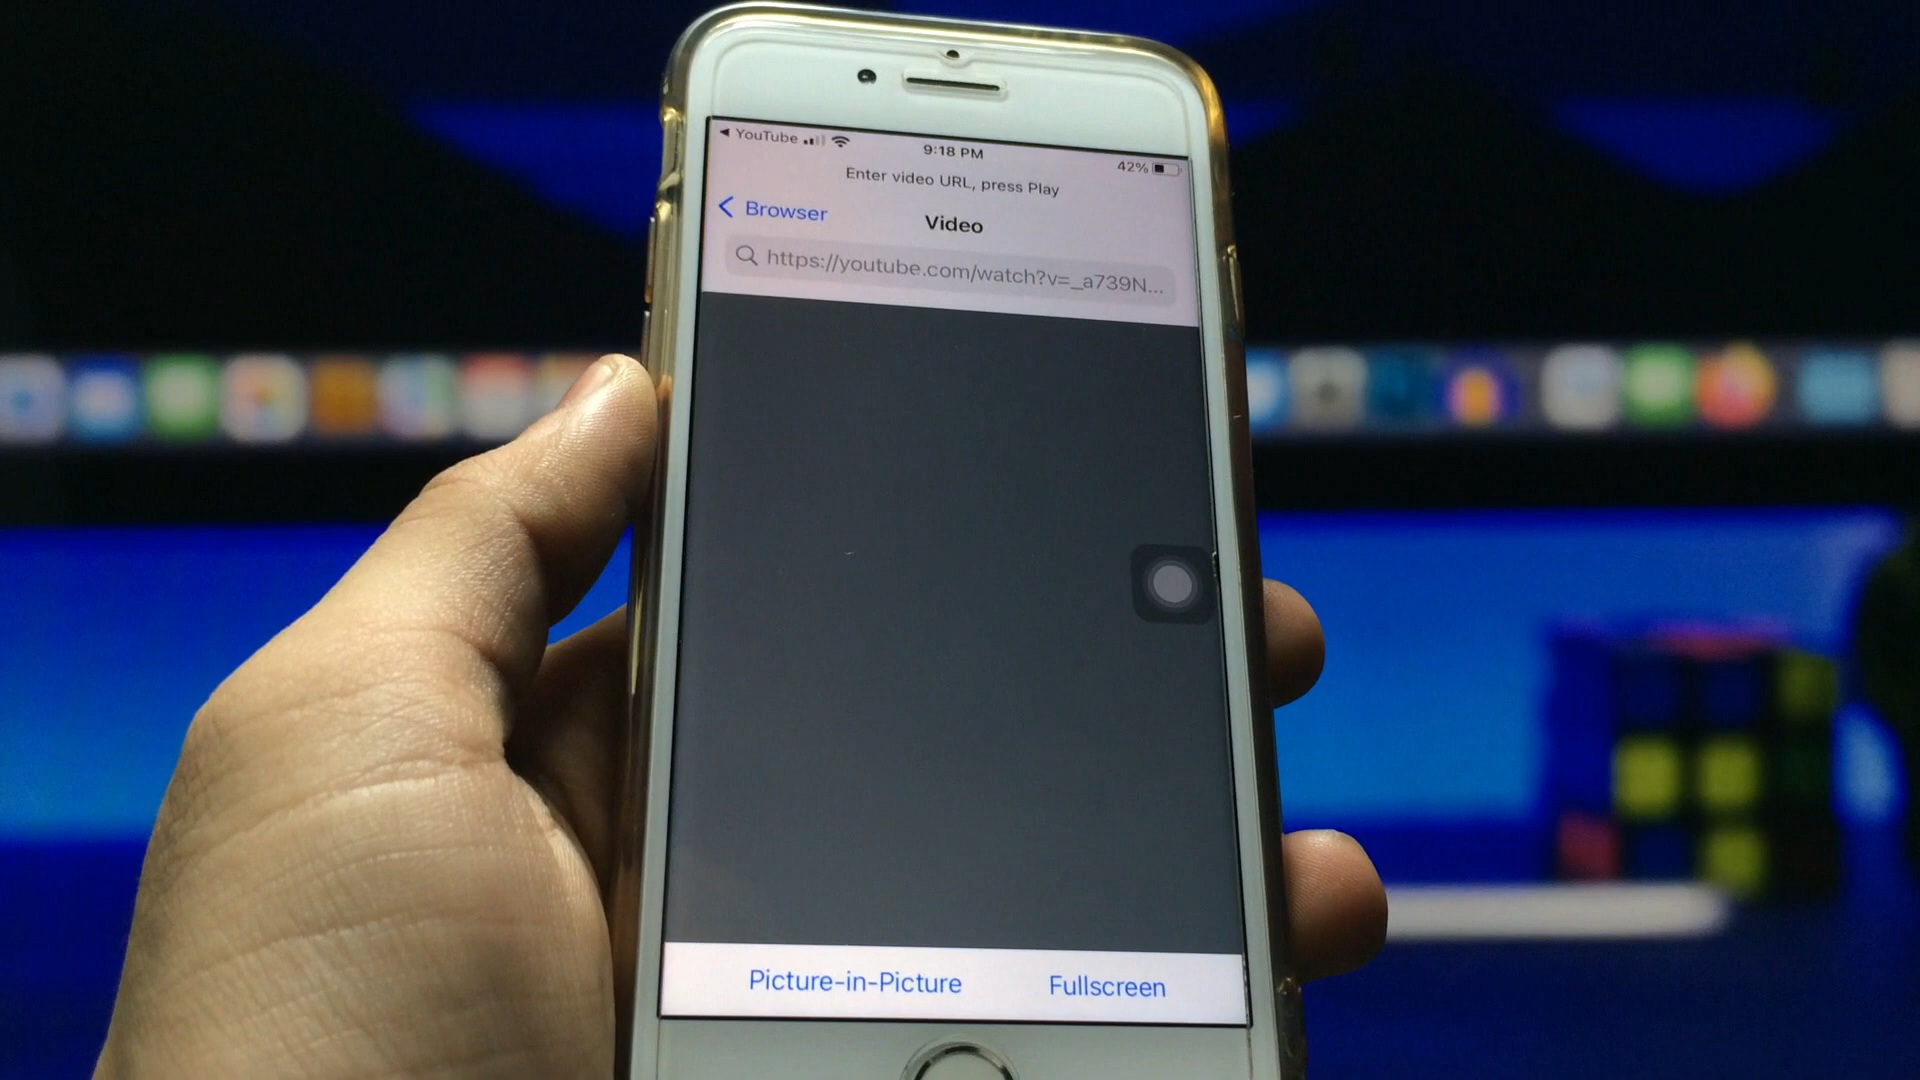 ◀ YouTube
9:18 PM
42%
Enter video URL, press Play
Browser
Video
https://youtube.com/watch?v=_a739N...
Picture-in-Picture
Fullscreen